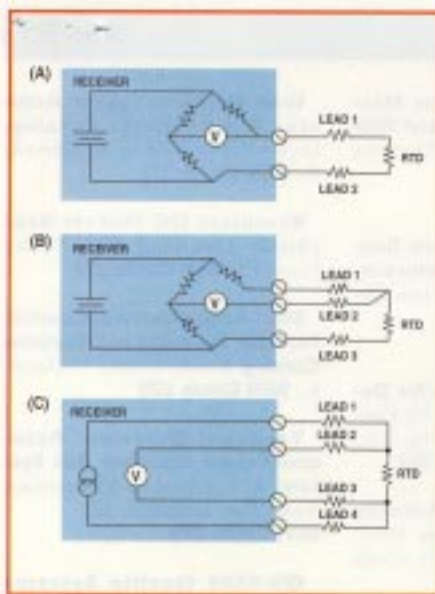 (A)
RECEIVER
V
LEAD 1
RTD
LEAD 2
(B)
RECEIVER
V
LEAD 1
LEAD 2
RTD
LEAD 3
(C)
RECEIVER
V
LEAD 1
LEAD 2
RTD
LEAD 3
LEAD 4